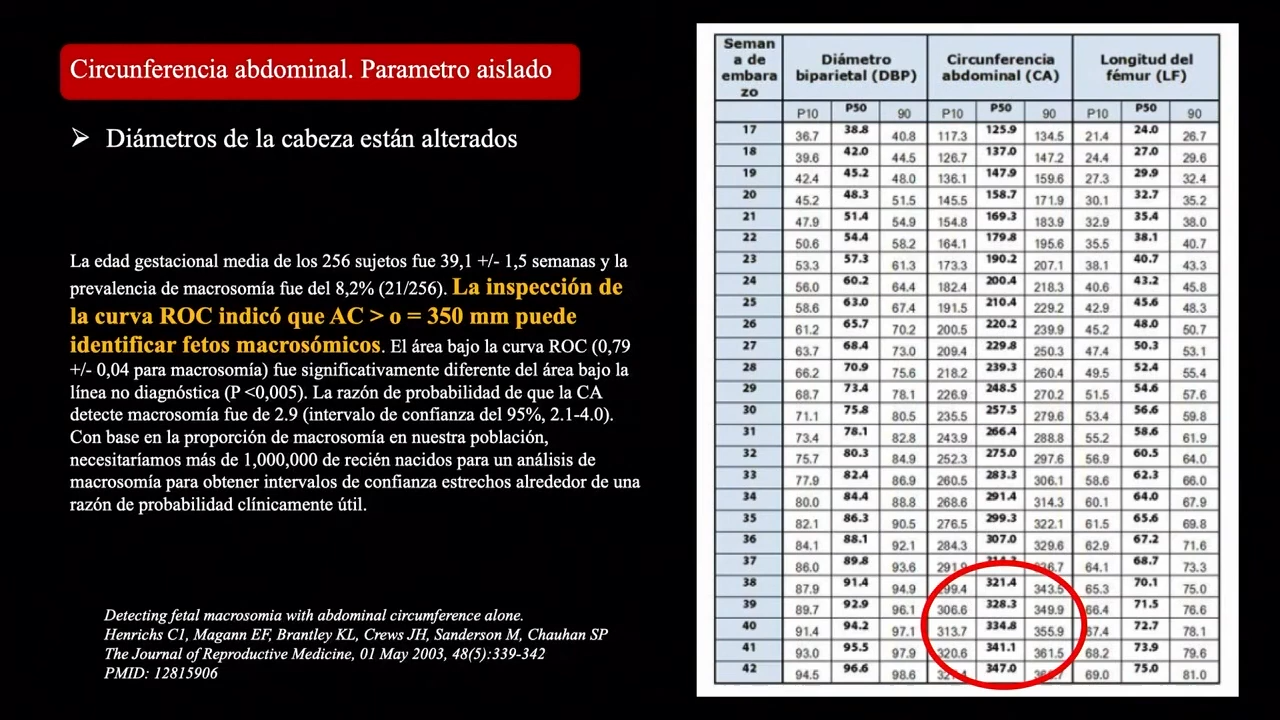 Circunferencia abdominal. Parametro aislado
➢ Diámetros de la cabeza están alterados
La edad gestacional media de los 256 sujetos fue 39,1 +/- 1,5 semanas y la
prevalencia de macrosomía fue del 8,2% (21/256). La inspección de
la curva ROC indicó que AC > o = 350 mm puede
identificar fetos macrosómicos. El área bajo la curva ROC (0,79
+/- 0,04 para macrosomía) fue significativamente diferente del área bajo la
línea no diagnóstica (P <0,005). La razón de probabilidad de que la CA
detecte macrosomía fue de 2.9 (intervalo de confianza del 95%, 2.1-4.0).
Con base en la proporción de macrosomía en nuestra población,
necesitaríamos más de 1,000,000 de recién nacidos para un análisis de
macrosomía para obtener intervalos de confianza estrechos alrededor de una
razón de probabilidad clínicamente útil.
Detecting fetal macrosomia with abdominal circumference alone.
Henrichs C1, Magann EF, Brantley KL, Crews JH, Sanderson M, Chauhan SP
The Journal of Reproductive Medicine, 01 May 2003, 48(5):339-342
PMID: 12815906
Seman
a de
embara
zo
Diámetro
biparietal (DBP)
Circunferencia
abdominal (CA)
Longitud del
fémur (LF)
P10 P50 90 P10 P50 90 P10 P50 90
17 36.7 38.8 40.8 117.3 125.9 134.5 21.4 24.0 26.7
18 39.6 42.0 44.5 126.7 137.0 147.2 24.4 27.0 29.6
19 42.4 45.2 48.0 136.1 147.9 159.6 27.3 29.9 32.4
20 45.2 48.3 51.5 145.5 158.7 171.9 30.1 32.7 35.2
21 47.9 51.4 54.9 154.8 169.3 183.9 32.9 35.4 38.0
22 50.6 54.4 58.2 164.1 179.8 195.6 35.5 38.1 40.7
23 53.3 57.3 61.3 173.3 190.2 207.1 38.1 40.7 43.3
24 56.0 60.2 64.4 182.4 200.4 218.3 40.6 43.2 45.8
25 58.6 63.0 67.4 191.5 210.4 229.2 42.9 45.6 48.3
26 61.2 65.7 70.2 200.5 220.2 239.9 45.2 48.0 50.7
27 63.7 68.4 73.0 209.4 229.8 250.3 47.4 50.3 53.1
28 66.2 70.9 75.6 218.2 239.3 260.4 49.5 52.4 55.4
29 68.7 73.4 78.1 226.9 248.5 270.2 51.5 54.6 57.6
30 71.1 75.8 80.5 235.5 257.5 279.6 53.4 56.6 59.8
31 73.4 78.1 82.8 243.9 266.4 288.8 55.2 58.6 61.9
32 75.7 80.3 84.9 252.3 275.0 297.6 56.9 60.5 64.0
33 77.9 82.4 86.9 260.5 283.3 306.1 58.6 62.3 66.0
34 80.0 84.4 88.8 268.6 291.4 314.3 60.1 64.0 67.9
35 82.1 86.3 90.5 276.5 299.3 322.1 61.5 65.6 69.8
36 84.1 88.1 92.1 284.3 307.0 329.6 62.9 67.2 71.6
37 86.0 89.8 93.6 64.1 68.7 73.3
38 87.9 91.4 94.9 321.4 343.5 65.3 70.1 75.0
39 89.7 92.9 96.1 306.6 328.3 349.9 66.4 71.5 76.6
40 91.4 94.2 97.1 313.7 334.8 355.9 67.4 72.7 78.1
41 93.0 95.5 97.9 320.6 341.1 361.5 68.2 73.9 79.6
42 94.5 96.6 98.6 347.0 69.0 75.0 81.0